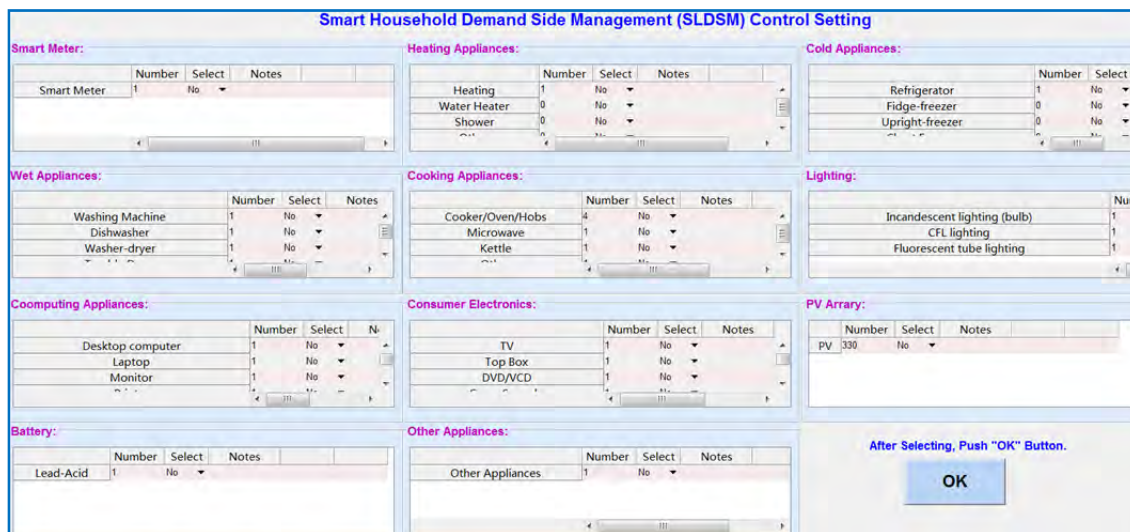 Smart Household Demand Side Management (SLDSM) Control Setting
Smart Meter:
Number Select Notes
Smart Meter 1 No
Heating Appliances:
Number Select Notes
Heating 1 No
Water Heater 0 No
Shower 0 No
Cold Appliances:
Number Select
Refrigerator 1 No
Fidge-freezer 0 No
Upright-freezer 0 No
Wet Appliances:
Number Select Notes
Washing Machine 1 No
Dishwasher 1 No
Washer-dryer 1 No
Cooking Appliances:
Number Select Notes
Cooker/Oven/Hobs 4 No
Microwave 1 No
Kettle 1 No
Lighting:
Nu
Incandescent lighting (bulb) 1
CFL lighting 1
Fluorescent tube lighting 1
Coomputing Appliances:
Number Select N
Desktop computer 1 No
Laptop 1 No
Monitor 1 No
Consumer Electronics:
Number Select Notes
TV 1 No
Top Box 1 No
DVD/VCD 1 No
PV Arrary:
Number Select Notes
PV 330 No
Battery:
Number Select Notes
Lead-Acid 1 No
Other Appliances:
Number Select Notes
Other Appliances 1 No
After Selecting, Push "OK" Button.
OK